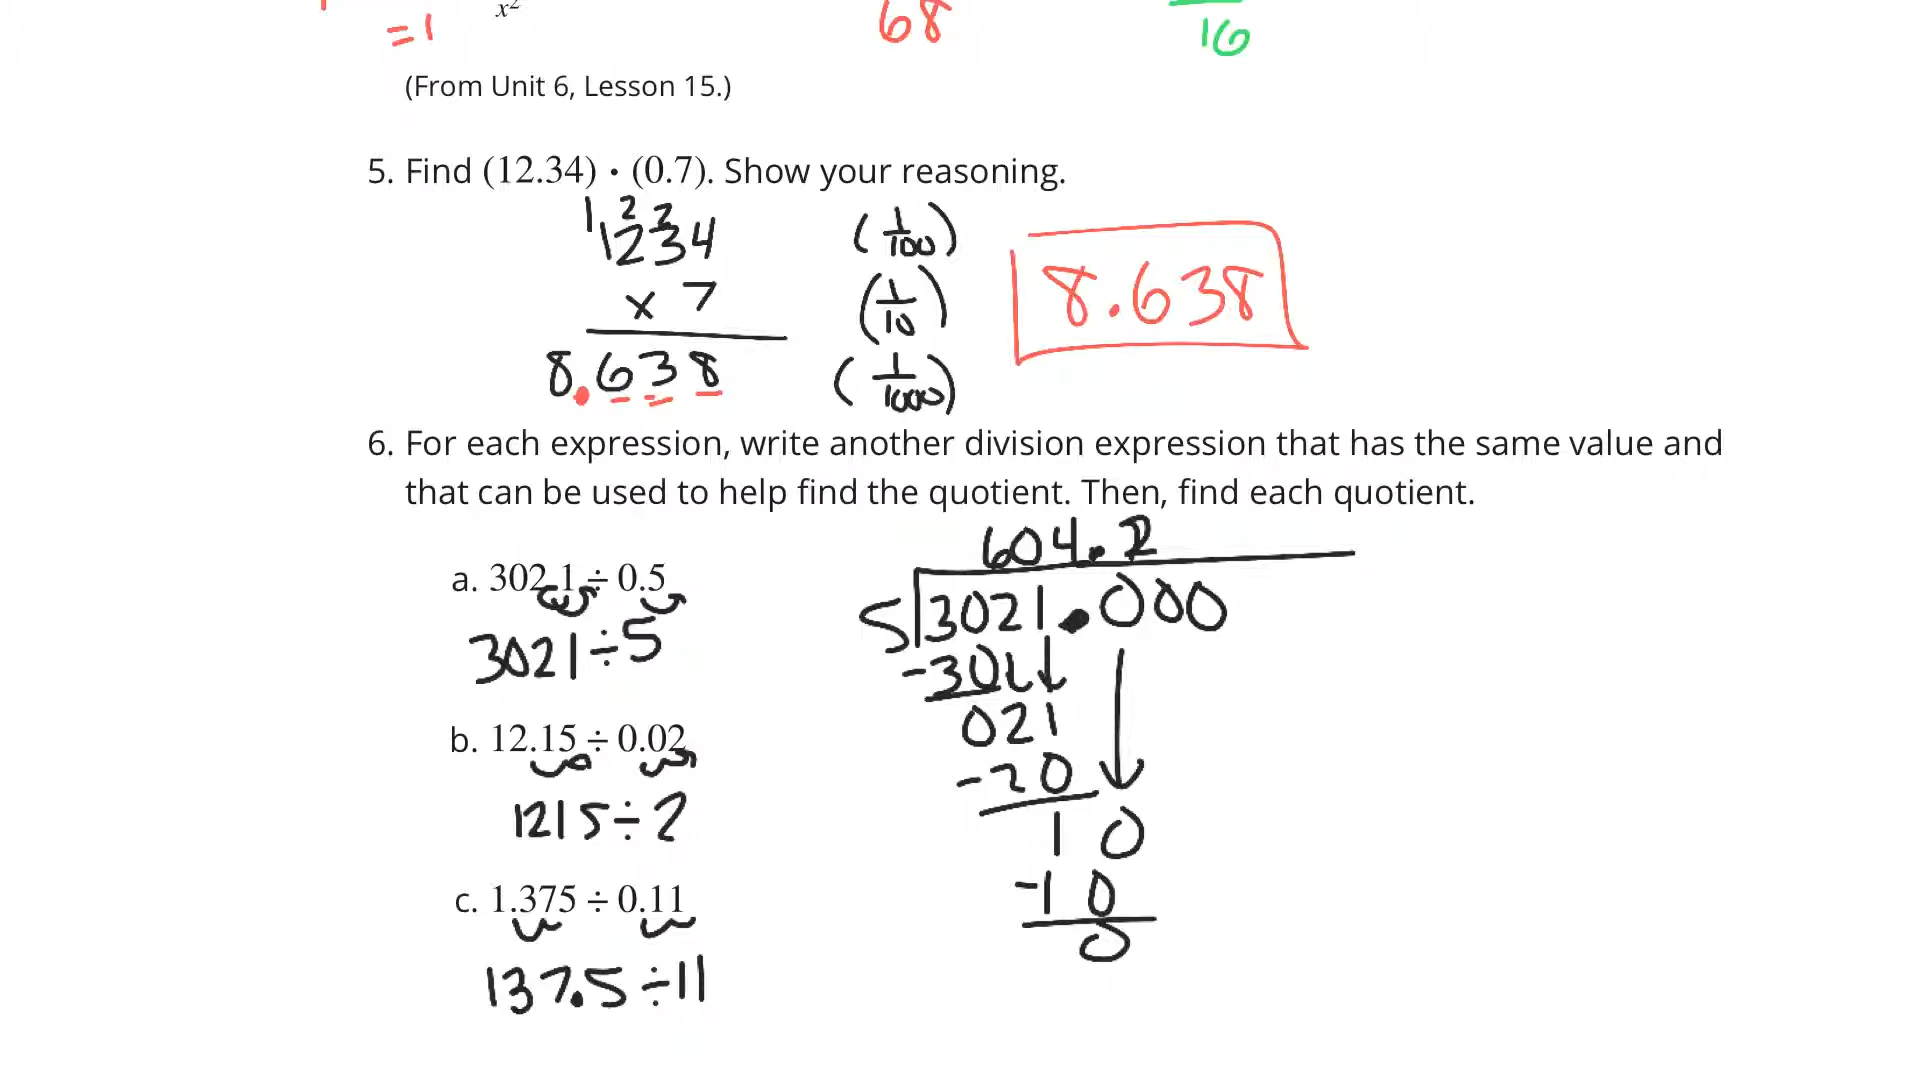 x²
= 1
68
16
(From Unit 6, Lesson 15.)
5. Find (12.34) · (0.7). Show your reasoning.
1 2 2
1234
x 7
8.638
(1/100)
(1/10)
(1/1000)
8.638
6. For each expression, write another division expression that has the same value and
that can be used to help find the quotient. Then, find each quotient.
a. 302.1 ÷ 0.5
3021 ÷ 5
b. 12.15 ÷ 0.02
1215 ÷ 2
c. 1.375 ÷ 0.11
137.5 ÷ 11
604.2
5 3021.000
-30
021
-20
10
-10
0